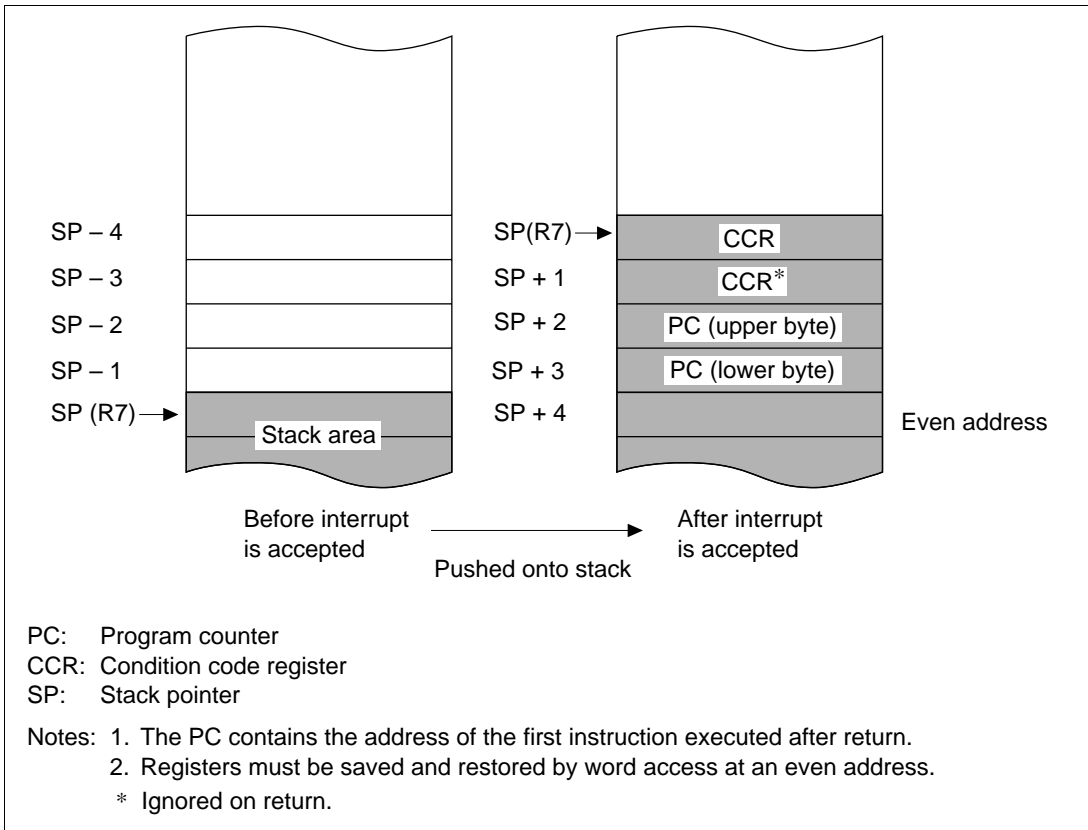 SP – 4
SP – 3
SP – 2
SP – 1
SP (R7)
Stack area
SP(R7)
SP + 1
SP + 2
SP + 3
SP + 4
CCR
CCR*
PC (upper byte)
PC (lower byte)
Even address
Before interrupt
is accepted
Pushed onto stack
After interrupt
is accepted
PC: Program counter
CCR: Condition code register
SP: Stack pointer
Notes: 1. The PC contains the address of the first instruction executed after return.
2. Registers must be saved and restored by word access at an even address.
* Ignored on return.